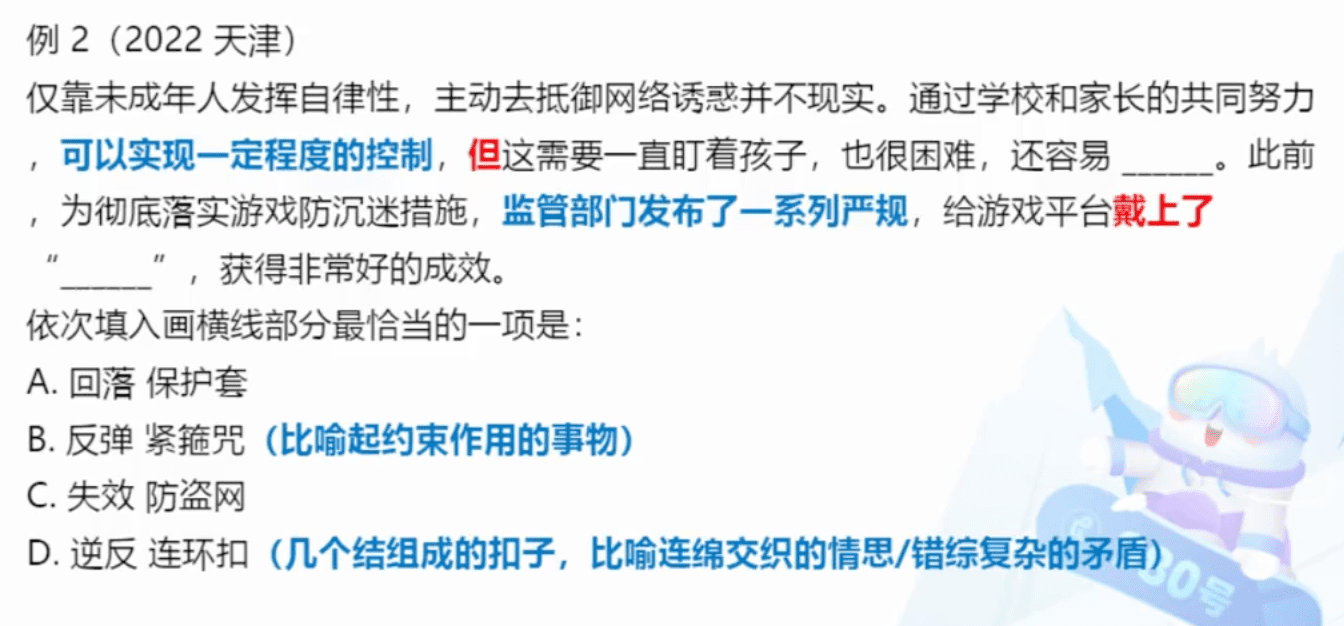 例 2（2022 天津）
仅靠未成年人发挥自律性，主动去抵御网络诱惑并不现实。通过学校和家长的共同努力
，可以实现一定程度的控制，但这需要一直盯着孩子，也很困难，还容易 ______。此前
，为彻底落实游戏防沉迷措施，监管部门发布了一系列严规，给游戏平台戴上了
“______”，获得非常好的成效。
依次填入画横线部分最恰当的一项是：
A. 回落 保护套
B. 反弹 紧箍咒（比喻起约束作用的事物）
C. 失效 防盗网
D. 逆反 连环扣（几个结组成的扣子，比喻连绵交织的情思/错综复杂的矛盾）
30号